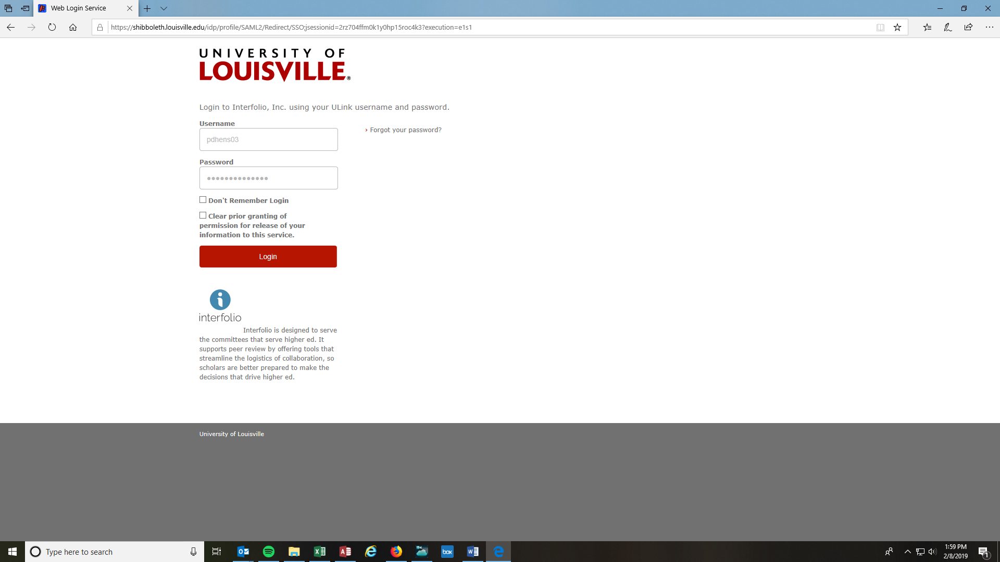 Web Login Service
https://shibboleth.louisville.edu/idp/profile/SAML2/Redirect/SSO;jsessionid=2rz704ffm0k1y0hp15roc4k3?execution=e1s1
UNIVERSITY OF
LOUISVILLE®
Login to Interfolio, Inc. using your ULink username and password.
Username
› Forgot your password?
pdhens03
Password
••••••••••••••
Don't Remember Login
Clear prior granting of
permission for release of your
information to this service.
Login
i
interfolio
Interfolio is designed to serve
the committees that serve higher ed. It
supports peer review by offering tools that
streamline the logistics of collaboration, so
scholars are better prepared to make the
decisions that drive higher ed.
University of Louisville
Type here to search
box
1:59 PM
2/8/2019
1